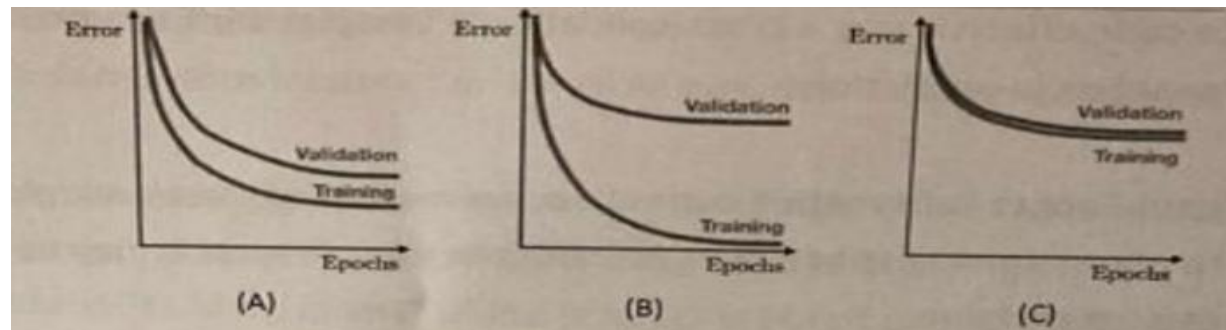 Error
Validation
Training
Epochs
(A)
Error
Validation
Training
Epochs
(B)
Error
Validation
Training
Epochs
(C)